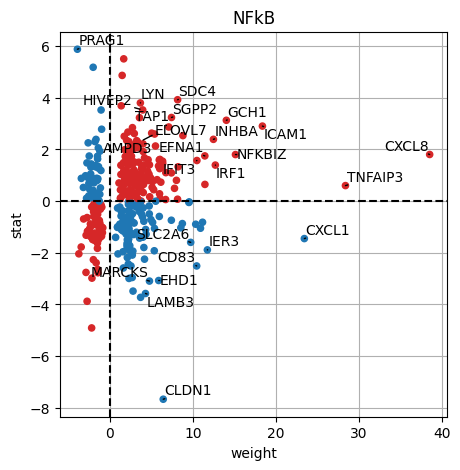 NFkB
PRAG1
HIVEP2
LYN
SDC4
TAP1
SGPP2
GCH1
ELOVL7
INHBA
ICAM1
AMPD3
EFNA1
NFKBIZ
CXCL8
IFIT3
IRF1
TNFAIP3
SLC2A6
IER3
CXCL1
MARCKS
CD83
EHD1
LAMB3
CLDN1
6
4
2
0
−2
−4
−6
−8
stat
0
10
20
30
40
weight